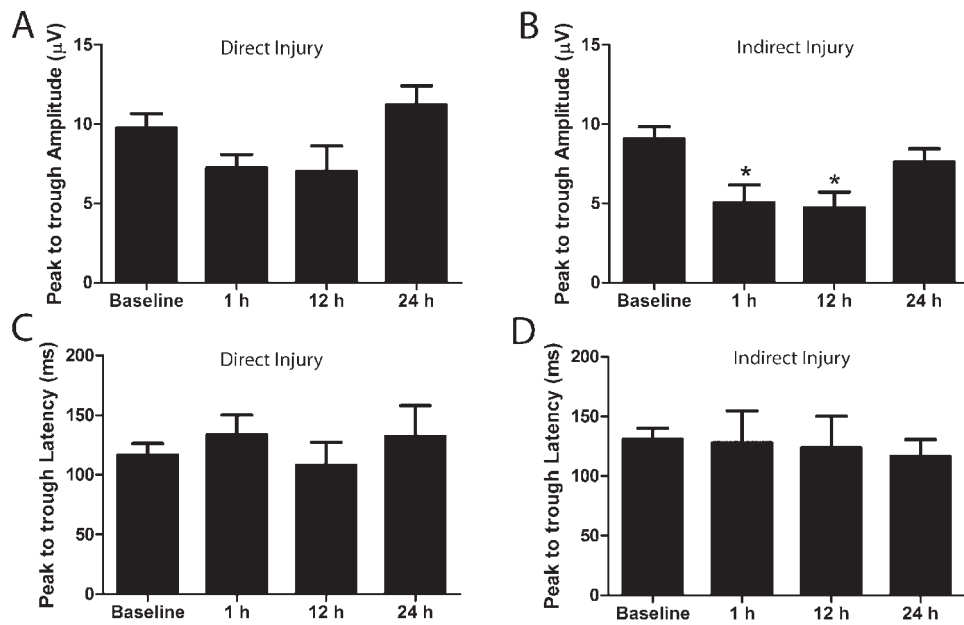 A
Direct Injury
Peak to trough Amplitude (µV)
15
10
5
0
Baseline 1 h 12 h 24 h
B
Indirect Injury
Peak to trough Amplitude (µV)
15
10
5
0
* *
Baseline 1 h 12 h 24 h
C
Direct Injury
Peak to trough Latency (ms)
200
150
100
50
0
Baseline 1 h 12 h 24 h
D
Indirect Injury
Peak to trough Latency (ms)
200
150
100
50
0
Baseline 1 h 12 h 24 h